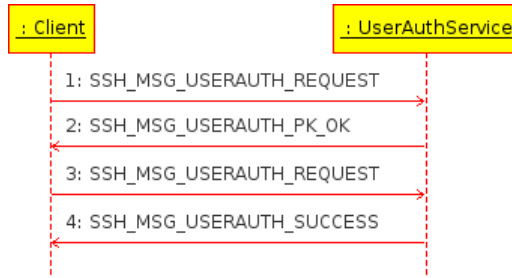 : Client
: UserAuthService
1: SSH_MSG_USERAUTH_REQUEST
2: SSH_MSG_USERAUTH_PK_OK
3: SSH_MSG_USERAUTH_REQUEST
4: SSH_MSG_USERAUTH_SUCCESS